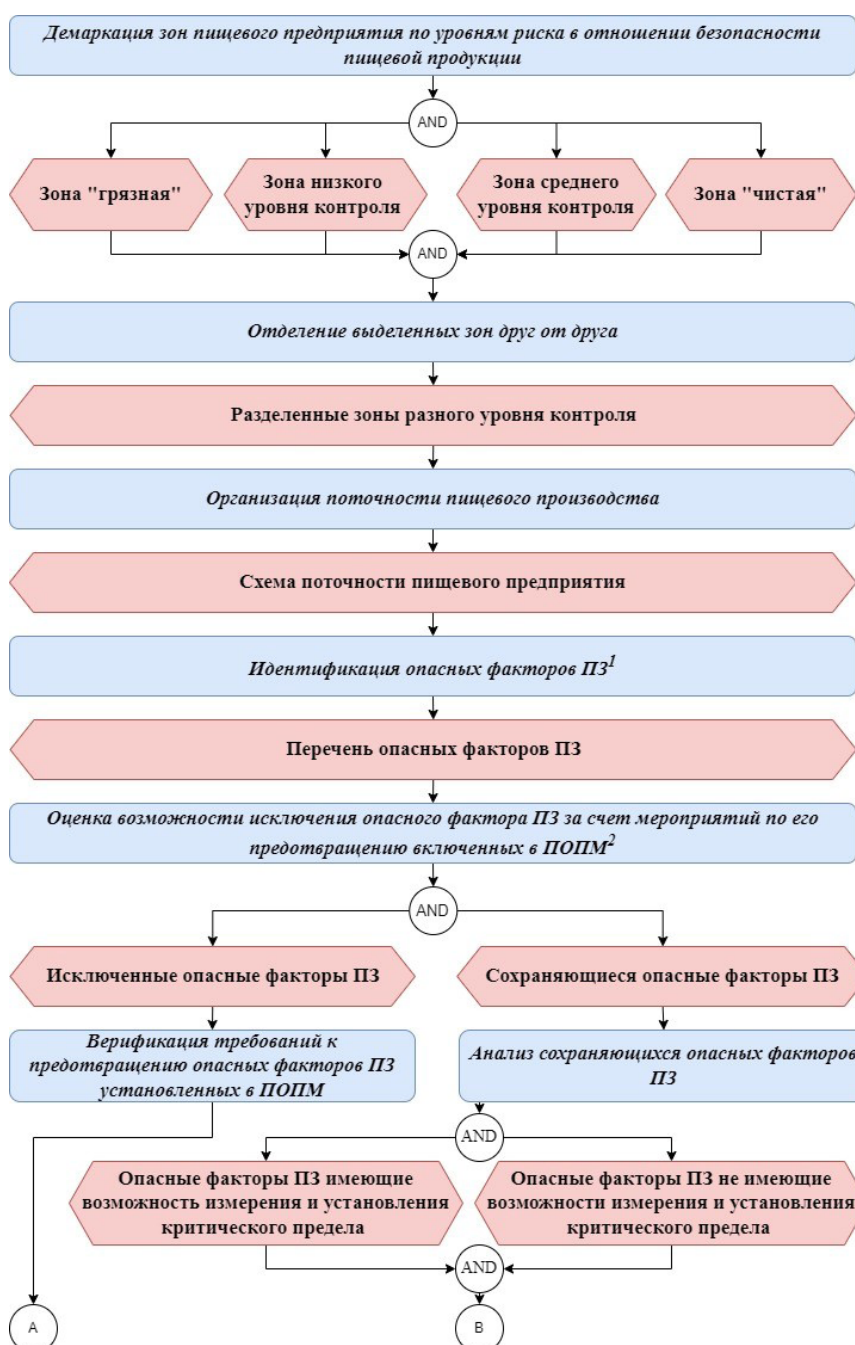 Демаркация зон пищевого предприятия по уровням риска в отношении безопасности
пищевой продукции
AND
Зона "грязная"
Зона низкого
уровня контроля
Зона среднего
уровня контроля
Зона "чистая"
AND
Отделение выделенных зон друг от друга
Разделенные зоны разного уровня контроля
Организация поточности пищевого производства
Схема поточности пищевого предприятия
Идентификация опасных факторов ПЗ¹
Перечень опасных факторов ПЗ
Оценка возможности исключения опасного фактора ПЗ за счет мероприятий по его
предотвращению включенных в ПОПМ²
AND
Исключенные опасные факторы ПЗ
Сохраняющиеся опасные факторы ПЗ
Верификация требований к
предотвращению опасных факторов ПЗ
установленных в ПОПМ
Анализ сохраняющихся опасных факторов
ПЗ
AND
Опасные факторы ПЗ имеющие
возможность измерения и установления
критического предела
Опасные факторы ПЗ не имеющие
возможности измерения и установления
критического предела
AND
A
B